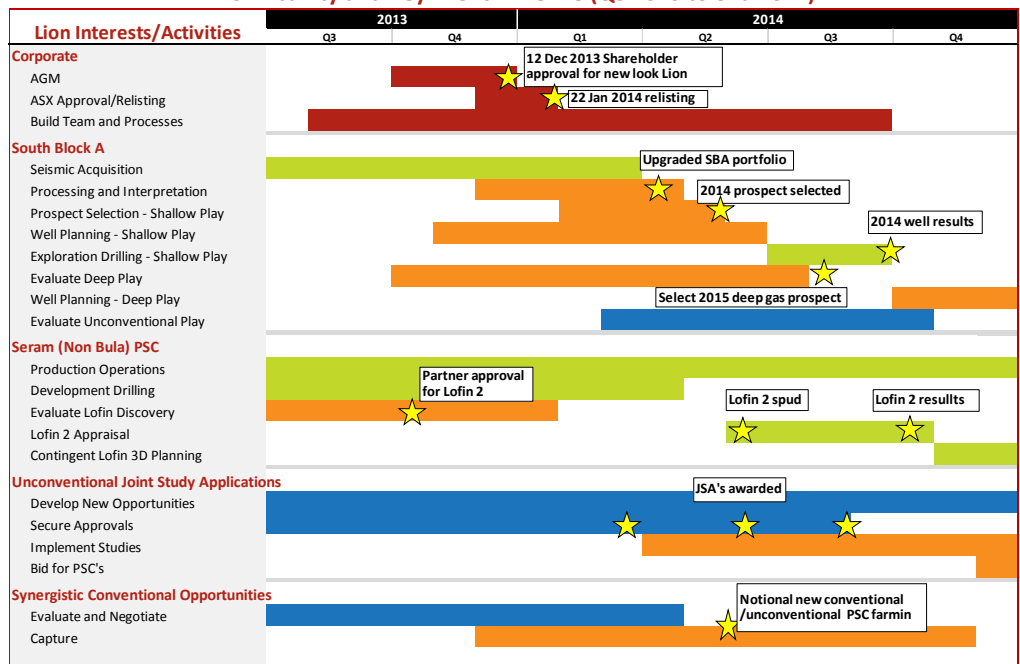 2013 2014
Lion Interests/Activities
Q3 Q4 Q1 Q2 Q3 Q4
Corporate
12 Dec 2013 Shareholder
approval for new look Lion
AGM
ASX Approval/Relisting
22 Jan 2014 relisting
Build Team and Processes
South Block A
Seismic Acquisition
Upgraded SBA portfolio
Processing and Interpretation
2014 prospect selected
Prospect Selection - Shallow Play
Well Planning - Shallow Play
2014 well results
Exploration Drilling - Shallow Play
Evaluate Deep Play
Well Planning - Deep Play
Select 2015 deep gas prospect
Evaluate Unconventional Play
Seram (Non Bula) PSC
Production Operations
Development Drilling
Partner approval
for Lofin 2
Evaluate Lofin Discovery
Lofin 2 spud
Lofin 2 resullts
Lofin 2 Appraisal
Contingent Lofin 3D Planning
Unconventional Joint Study Applications
JSA's awarded
Develop New Opportunities
Secure Approvals
Implement Studies
Bid for PSC's
Synergistic Conventional Opportunities
Notional new conventional
/unconventional PSC farmin
Evaluate and Negotiate
Capture